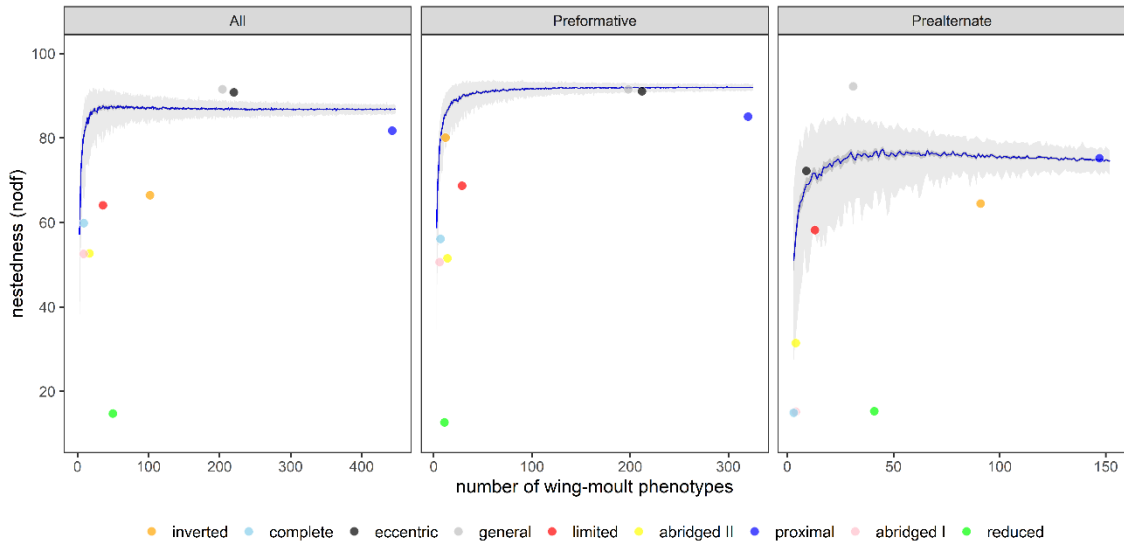 All Preformative Prealternate
100
80
60
40
20
nestedness (nodf)
0 100 200 300 400 0 100 200 300 0 50 100 150
number of wing-moult phenotypes
inverted complete eccentric general limited abridged II proximal abridged I reduced